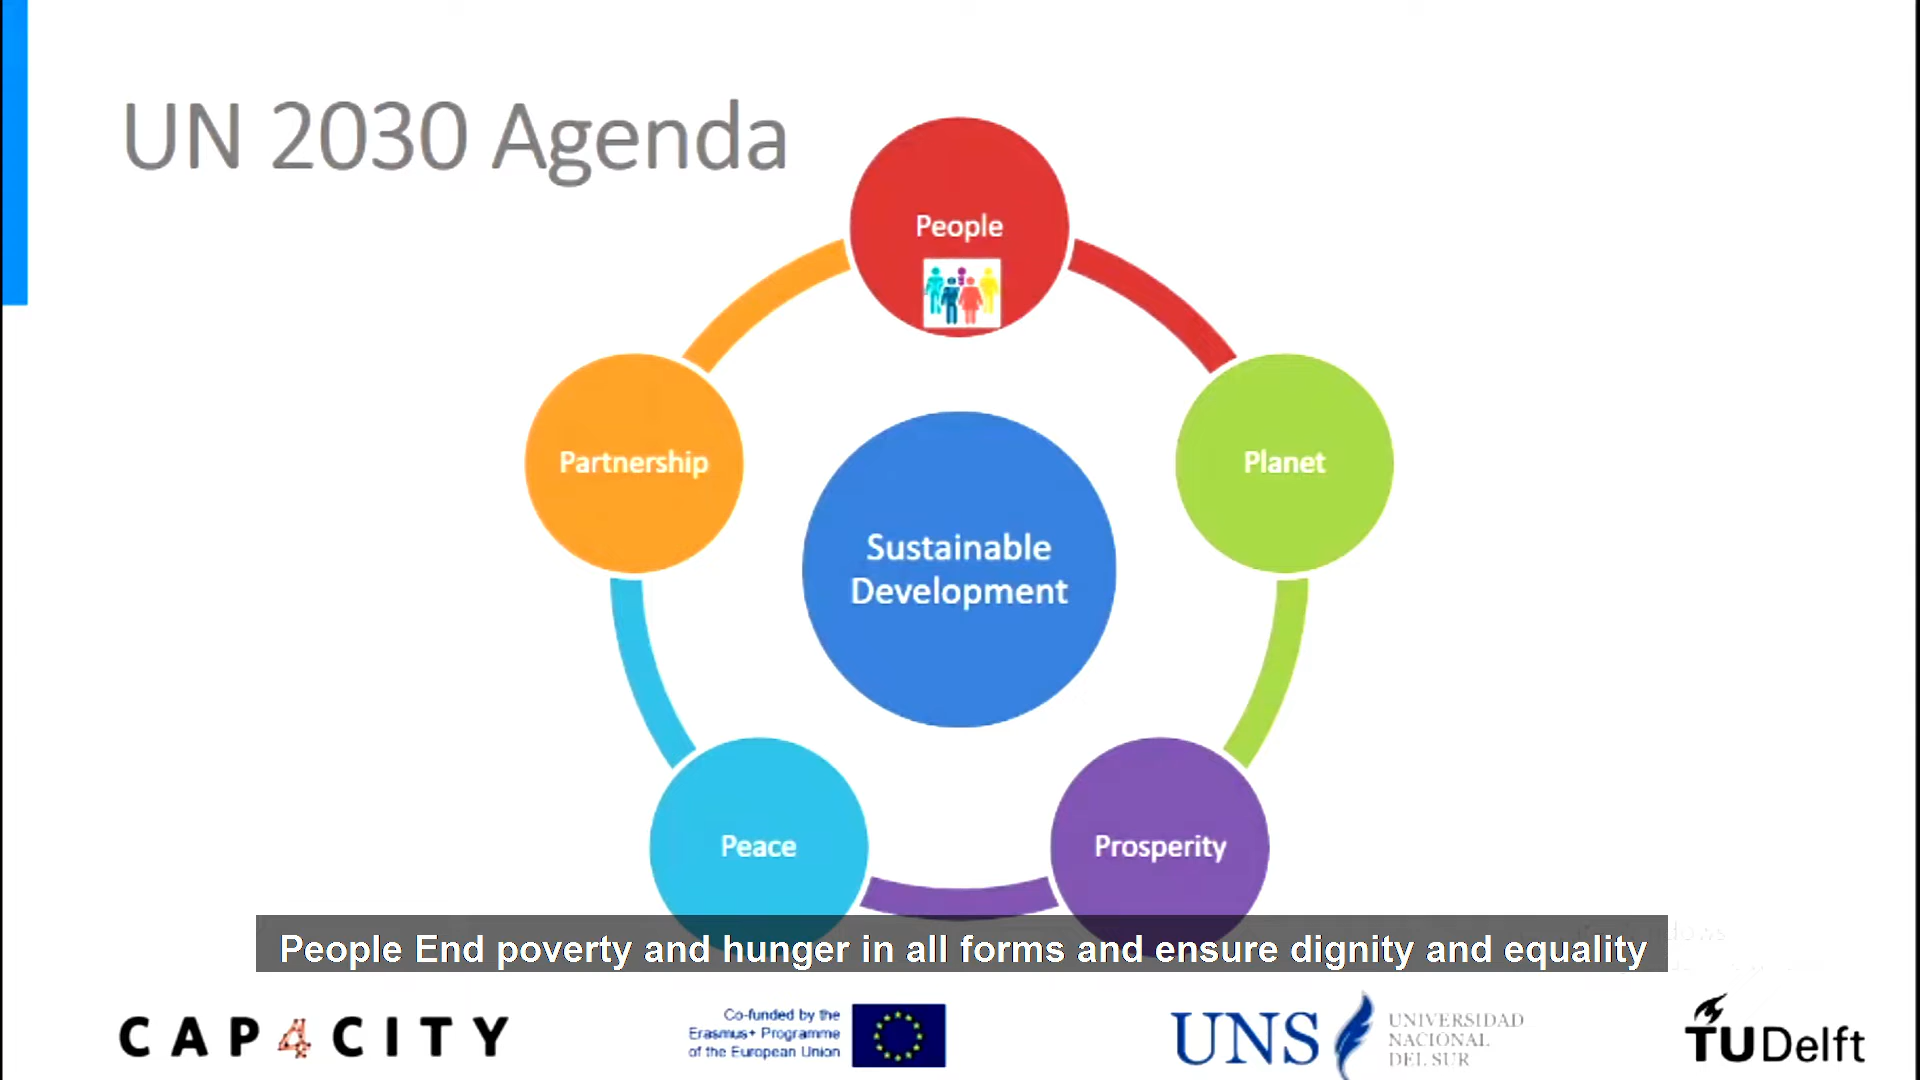 UN 2030 Agenda
People
Partnership
Planet
Sustainable
Development
Peace
Prosperity
People End poverty and hunger in all forms and ensure dignity and equality
CAP4CITY
Co-funded by the
Erasmus+ Programme
of the European Union
UNS
UNIVERSIDAD
NACIONAL
DEL SUR
TUDelft